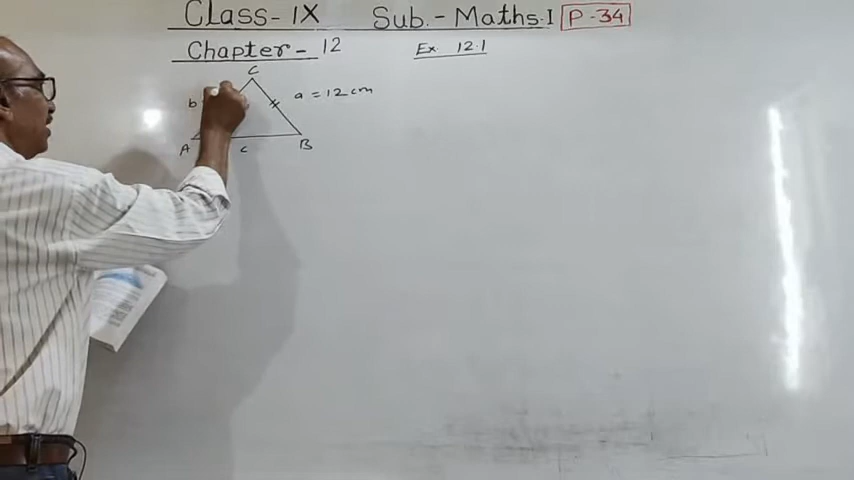 Class- IX Sub.- Maths.I P-34
Chapter- 12 Ex. 12.1
C
b a = 12 cm
A c B